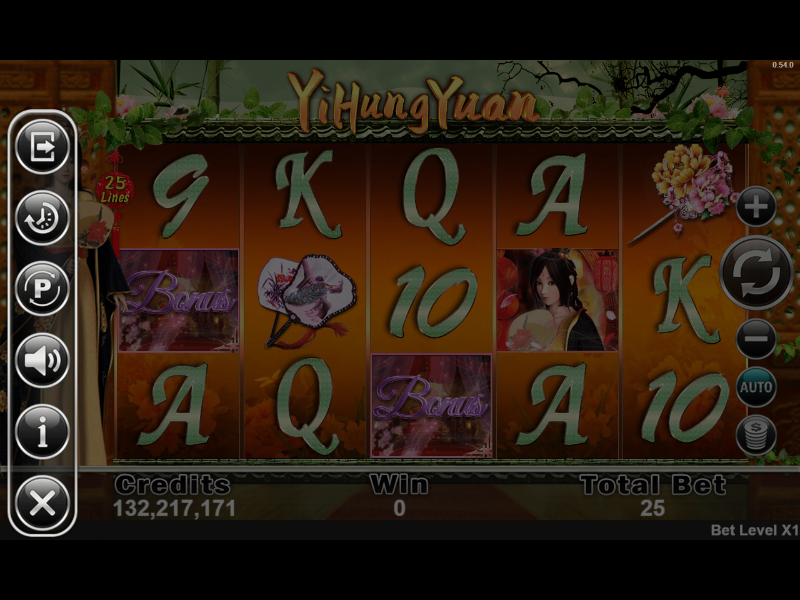 0.54.0
YiHungYuan
25
Lines
9 K Q A
Bonus 10 K
A Q Bonus A 10
P
i
AUTO
$
Credits Win Total Bet
132,217,171 0 25
Bet Level X1